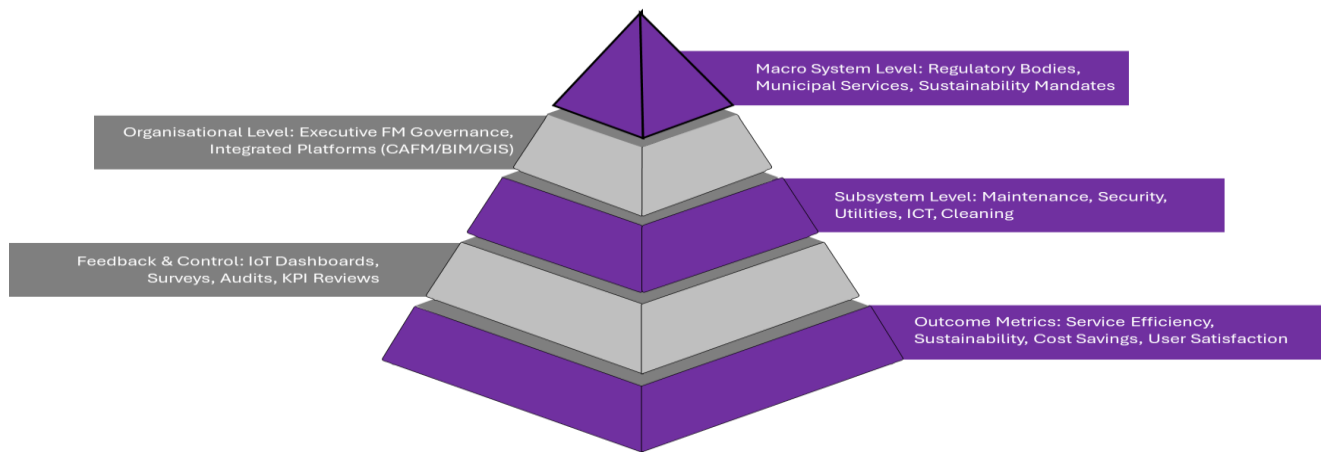 Macro System Level: Regulatory Bodies,
Municipal Services, Sustainability Mandates
Organisational Level: Executive FM Governance,
Integrated Platforms (CAFM/BIM/GIS)
Subsystem Level: Maintenance, Security,
Utilities, ICT, Cleaning
Feedback & Control: IoT Dashboards,
Surveys, Audits, KPI Reviews
Outcome Metrics: Service Efficiency,
Sustainability, Cost Savings, User Satisfaction